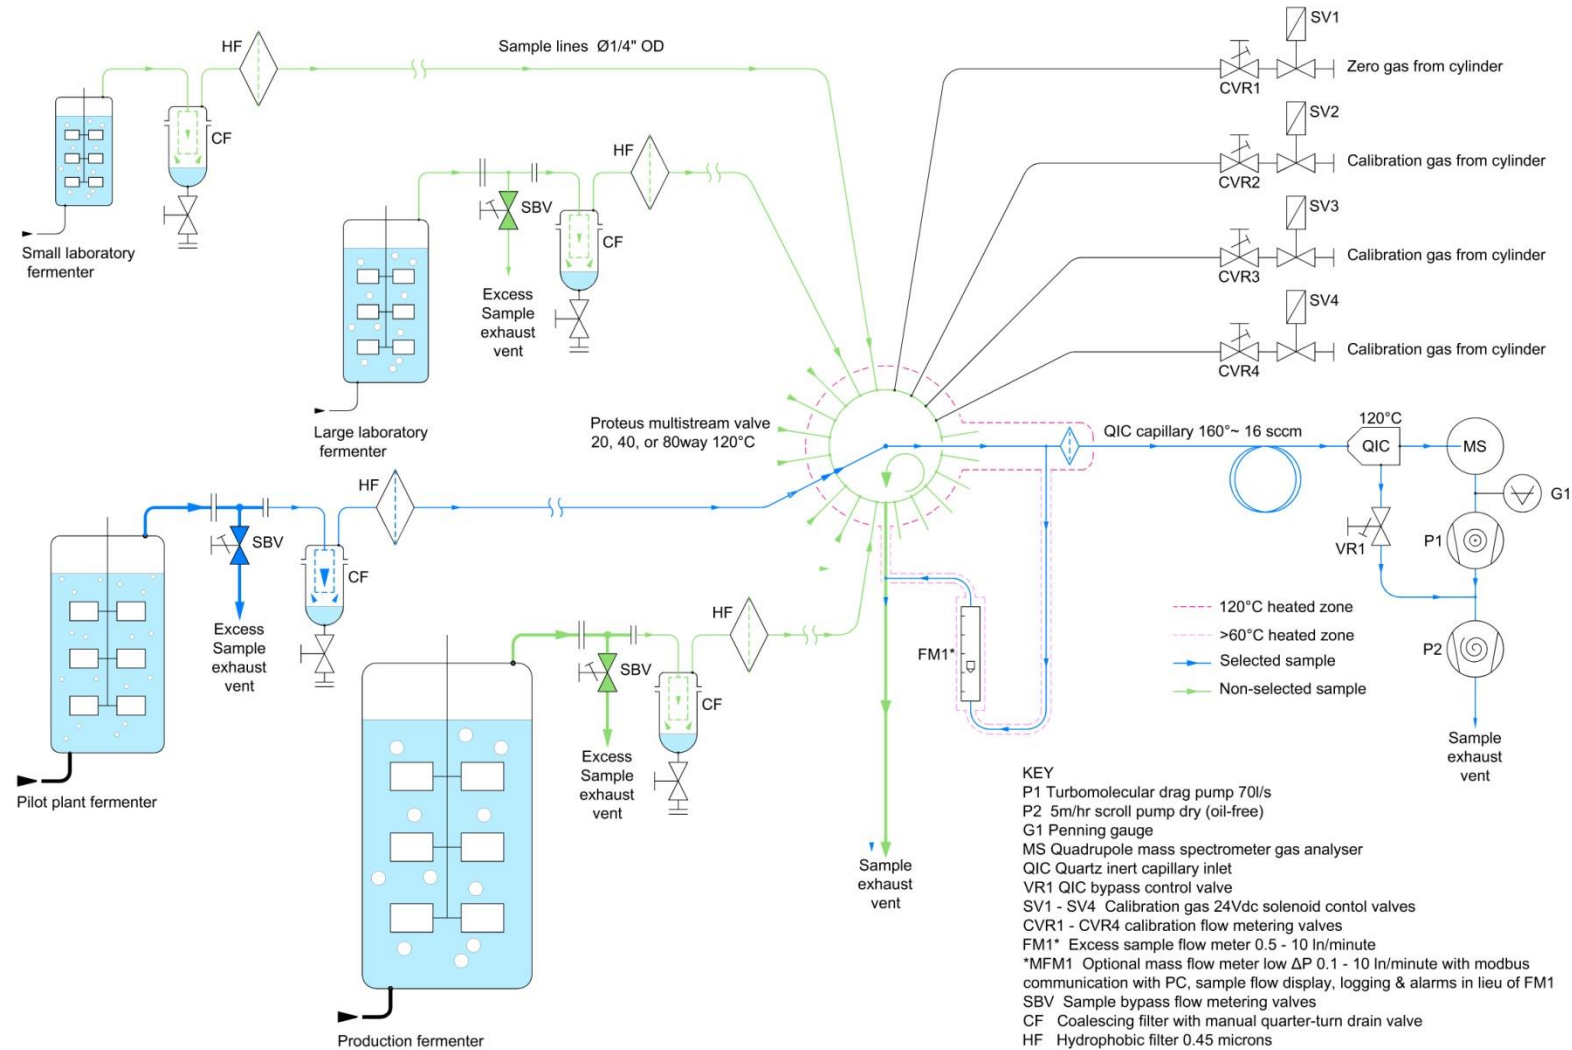 HF
Sample lines Ø1/4" OD
CF
Small laboratory
fermenter
HF
SBV
CF
Excess
Sample
exhaust
vent
Large laboratory
fermenter
SV1
CVR1
Zero gas from cylinder
SV2
CVR2
Calibration gas from cylinder
SV3
CVR3
Calibration gas from cylinder
SV4
CVR4
Calibration gas from cylinder
Proteus multistream valve
20, 40, or 80way 120°C
QIC capillary 160°~ 16 sccm
120°C
QIC
MS
G1
VR1
P1
P2
Sample
exhaust
vent
HF
SBV
CF
Excess
Sample
exhaust
vent
Pilot plant fermenter
HF
SBV
CF
Excess
Sample
exhaust
vent
Production fermenter
FM1*
Sample
exhaust
vent
120°C heated zone
>60°C heated zone
Selected sample
Non-selected sample
KEY
P1 Turbomolecular drag pump 70l/s
P2 5m/hr scroll pump dry (oil-free)
G1 Penning gauge
MS Quadrupole mass spectrometer gas analyser
QIC Quartz inert capillary inlet
VR1 QIC bypass control valve
SV1 - SV4 Calibration gas 24Vdc solenoid contol valves
CVR1 - CVR4 calibration flow metering valves
FM1* Excess sample flow meter 0.5 - 10 ln/minute
*MFM1 Optional mass flow meter low ΔP 0.1 - 10 ln/minute with modbus
communication with PC, sample flow display, logging & alarms in lieu of FM1
SBV Sample bypass flow metering valves
CF Coalescing filter with manual quarter-turn drain valve
HF Hydrophobic filter 0.45 microns